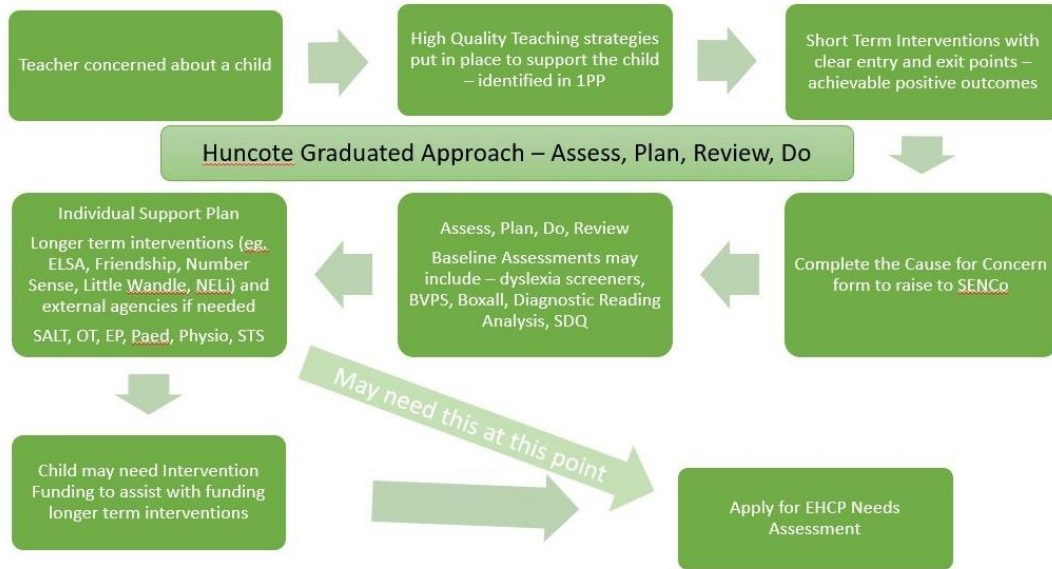 Teacher concerned about a child
High Quality Teaching strategies
put in place to support the child
– identified in 1PP
Short Term Interventions with
clear entry and exit points –
achievable positive outcomes
Huncote Graduated Approach – Assess, Plan, Review, Do
Complete the Cause for Concern
form to raise to SENCo
Assess, Plan, Do, Review
Baseline Assessments may
include – dyslexia screeners,
BVPS, Boxall, Diagnostic Reading
Analysis, SDQ
Individual Support Plan
Longer term interventions (eg.
ELSA, Friendship, Number
Sense, Little Wandle, NELi) and
external agencies if needed
SALT, OT, EP, Paed, Physio, STS
May need this at this point
Child may need Intervention
Funding to assist with funding
longer term interventions
Apply for EHCP Needs
Assessment